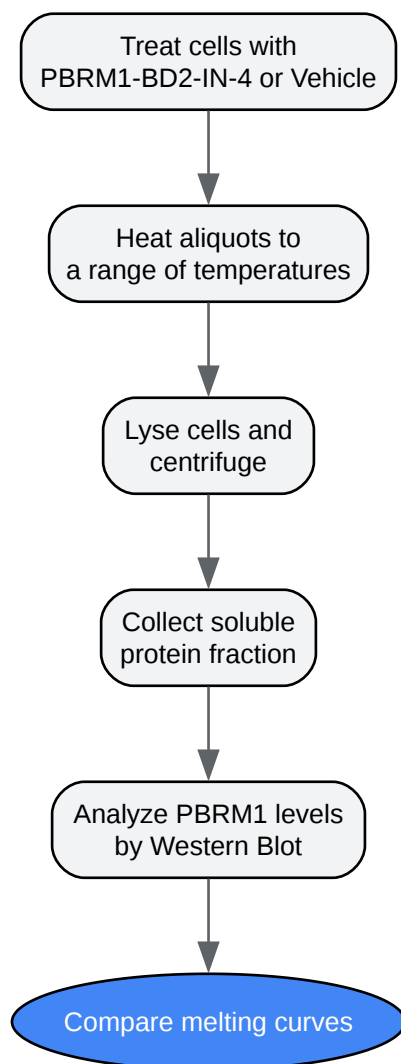 Treat cells with
PBRM1-BD2-IN-4 or Vehicle
Heat aliquots to
a range of temperatures
Lyse cells and
centrifuge
Collect soluble
protein fraction
Analyze PBRM1 levels
by Western Blot
Compare melting curves